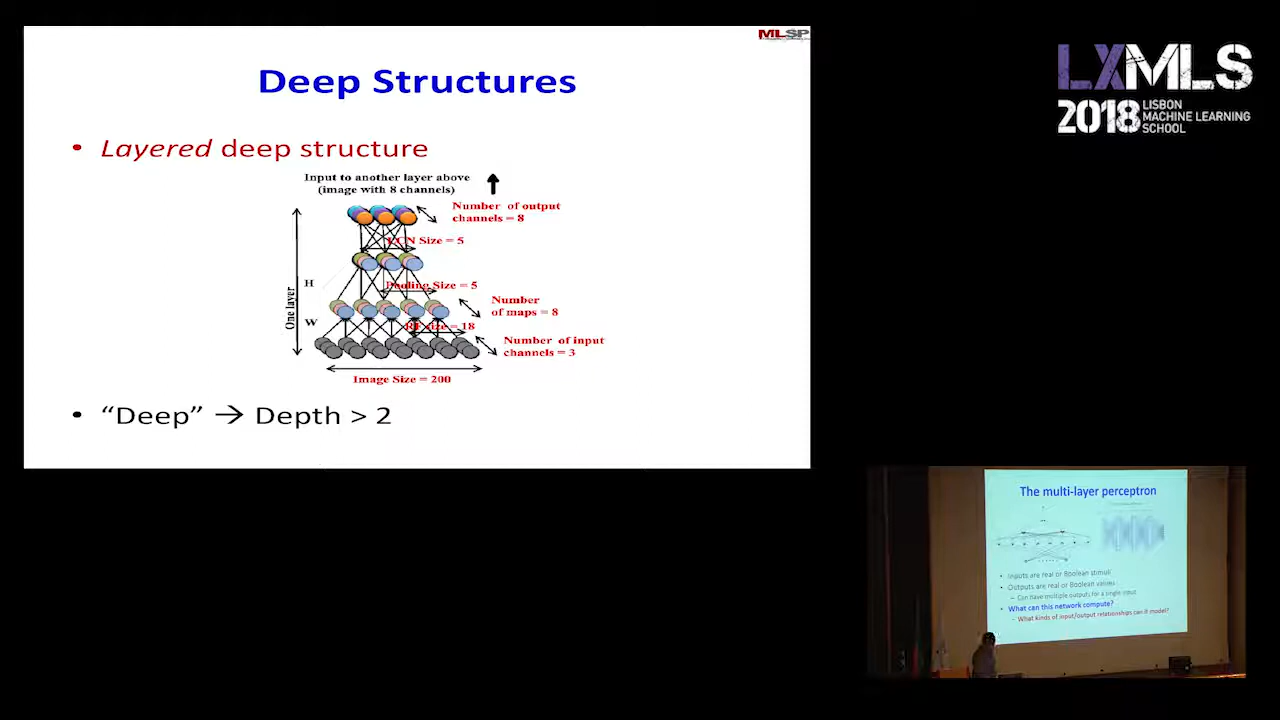 MLSP
Deep Structures
• Layered deep structure
Input to another layer above
(image with 8 channels)
Number of output
channels = 8
LCN Size = 5
H
Pooling Size = 5
One layer
Number
of maps = 8
W
RF size = 18
Number of input
channels = 3
Image Size = 200
• “Deep” → Depth > 2
LXMLS
2018 LISBON
MACHINE LEARNING
SCHOOL
The multi-layer perceptron
• Inputs are real or Boolean stimuli
• Outputs are real or Boolean values
– Can have multiple outputs for a single input
• What can this network compute?
– What kinds of input/output relationships can it model?